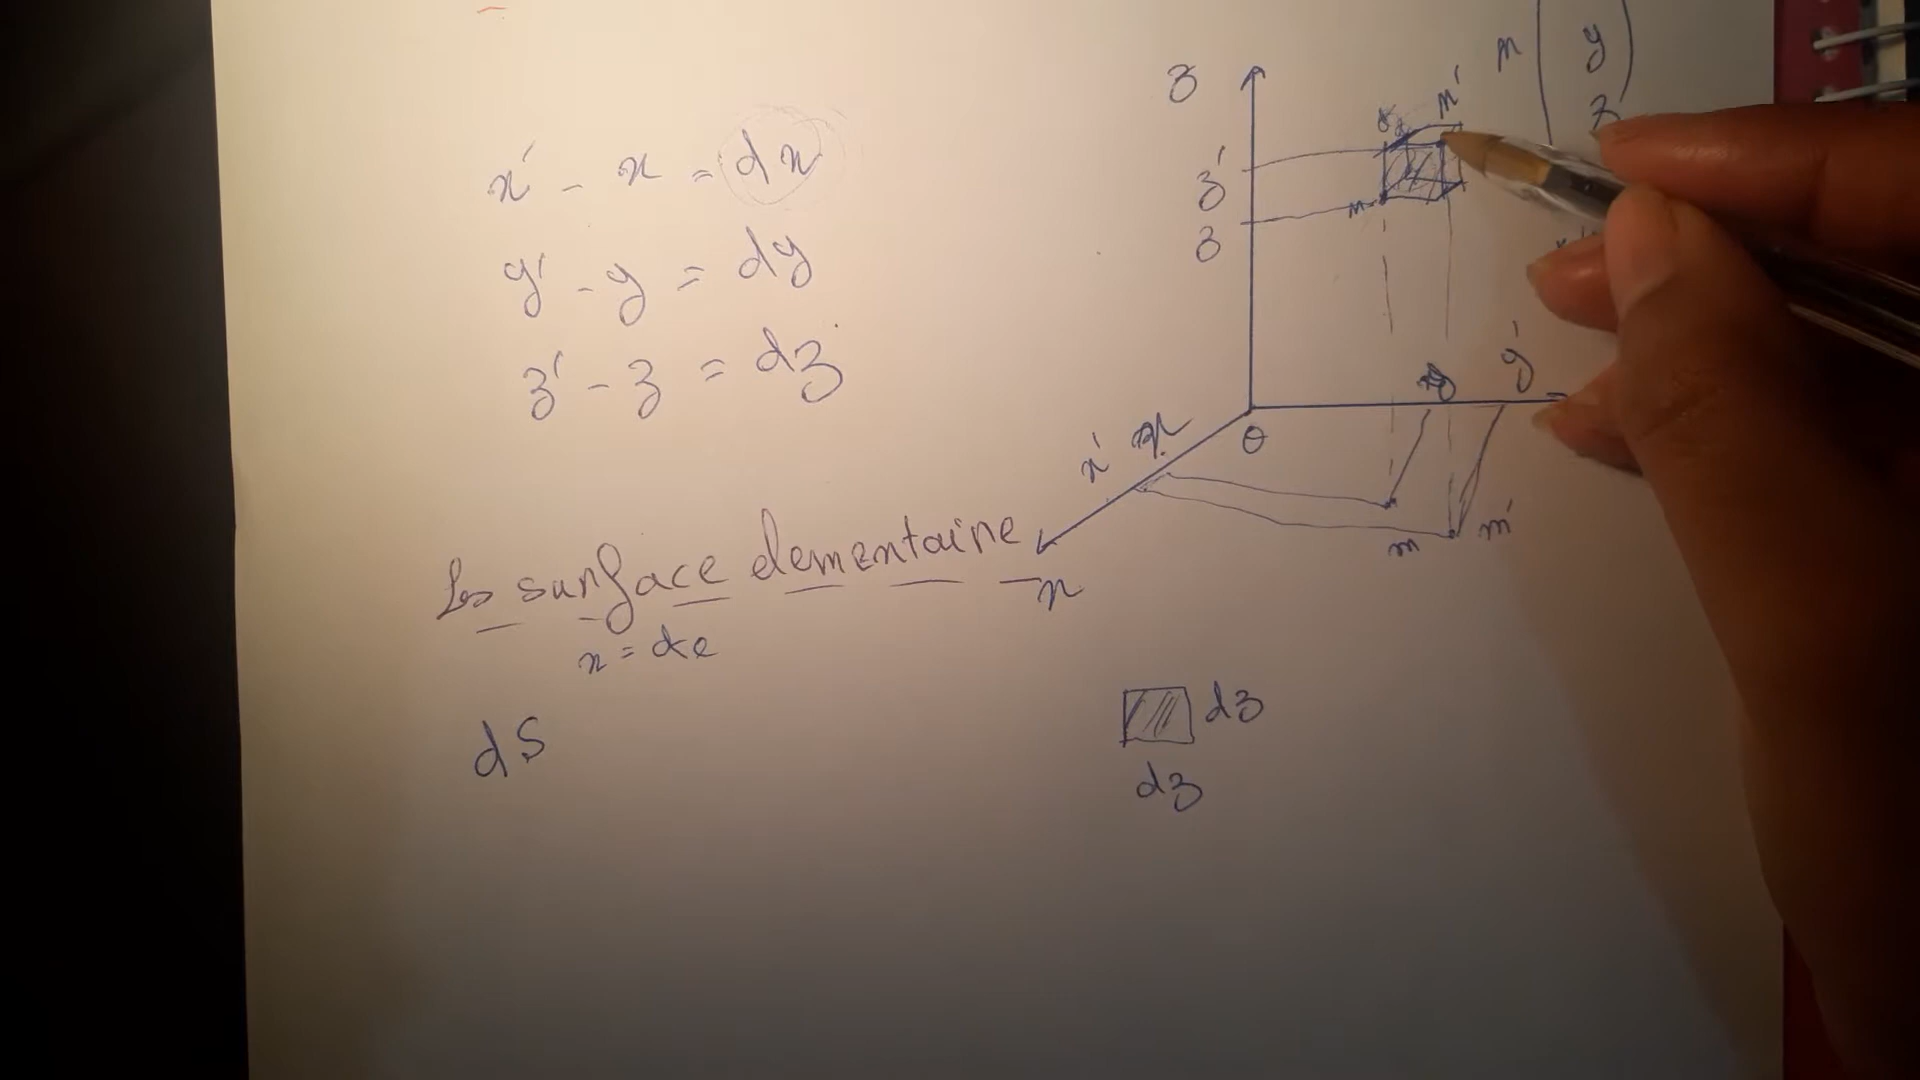 x' - x = dx
y' - y = dy
z' - z = dz
Les surface elementaire
x = cte
dS
z
z'
z
M
M'
M
y
z
y'
x'
x
O
x
m
m'
dz
dz